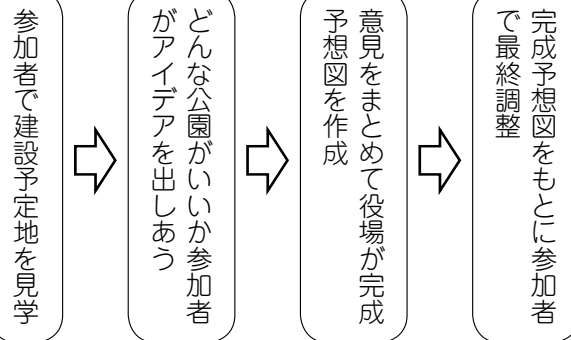 参加者で建設予定地を見学
どんな公園がいいか参加者
がアイデアを出しあう
意見をまとめて役場が完成
予想図を作成
完成予想図をもとに参加者
で最終調整